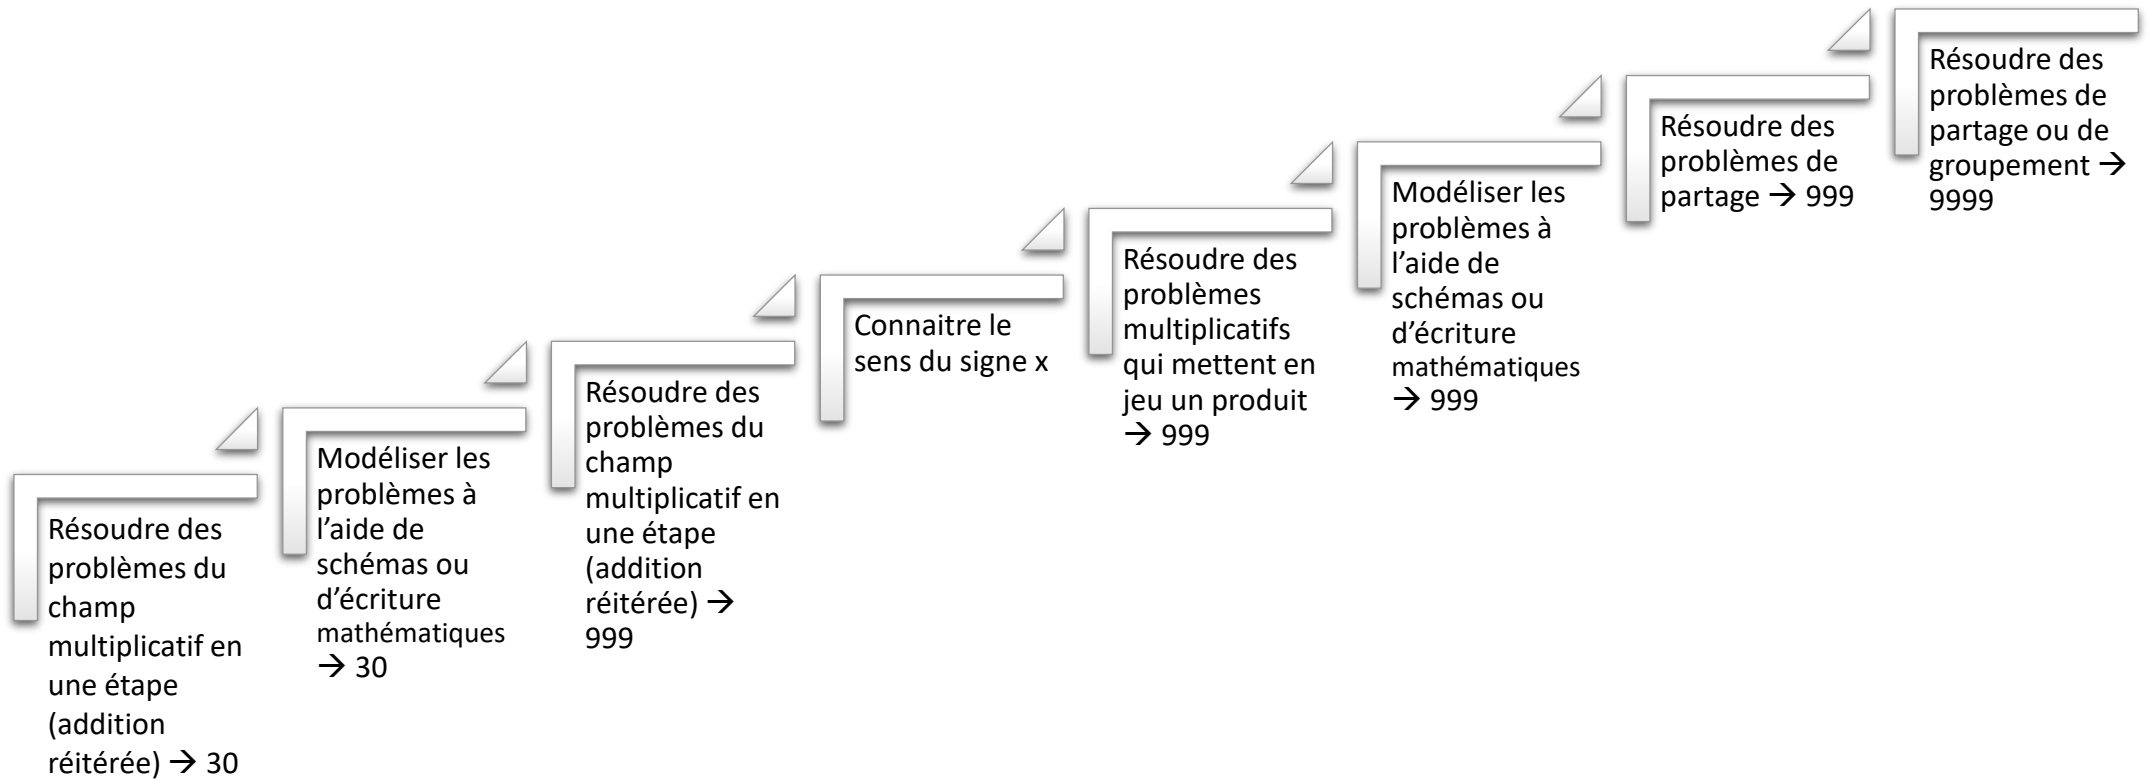 Résoudre des
problèmes du
champ
multiplicatif en
une étape
(addition
réitérée) → 30
Modéliser les
problèmes à
l’aide de
schémas ou
d’écriture
mathématiques
→ 30
Résoudre des
problèmes du
champ
multiplicatif en
une étape
(addition
réitérée) →
999
Connaitre le
sens du signe x
Résoudre des
problèmes
multiplicatifs
qui mettent en
jeu un produit
→ 999
Modéliser les
problèmes à
l’aide de
schémas ou
d’écriture
mathématiques
→ 999
Résoudre des
problèmes de
partage → 999
Résoudre des
problèmes de
partage ou de
groupement →
9999